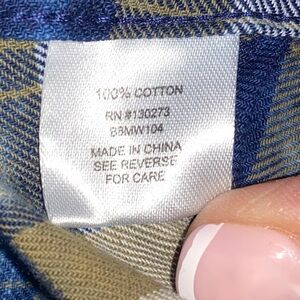 100% COTTON
RN #130273
BBMW104
MADE IN CHINA
SEE REVERSE
FOR CARE